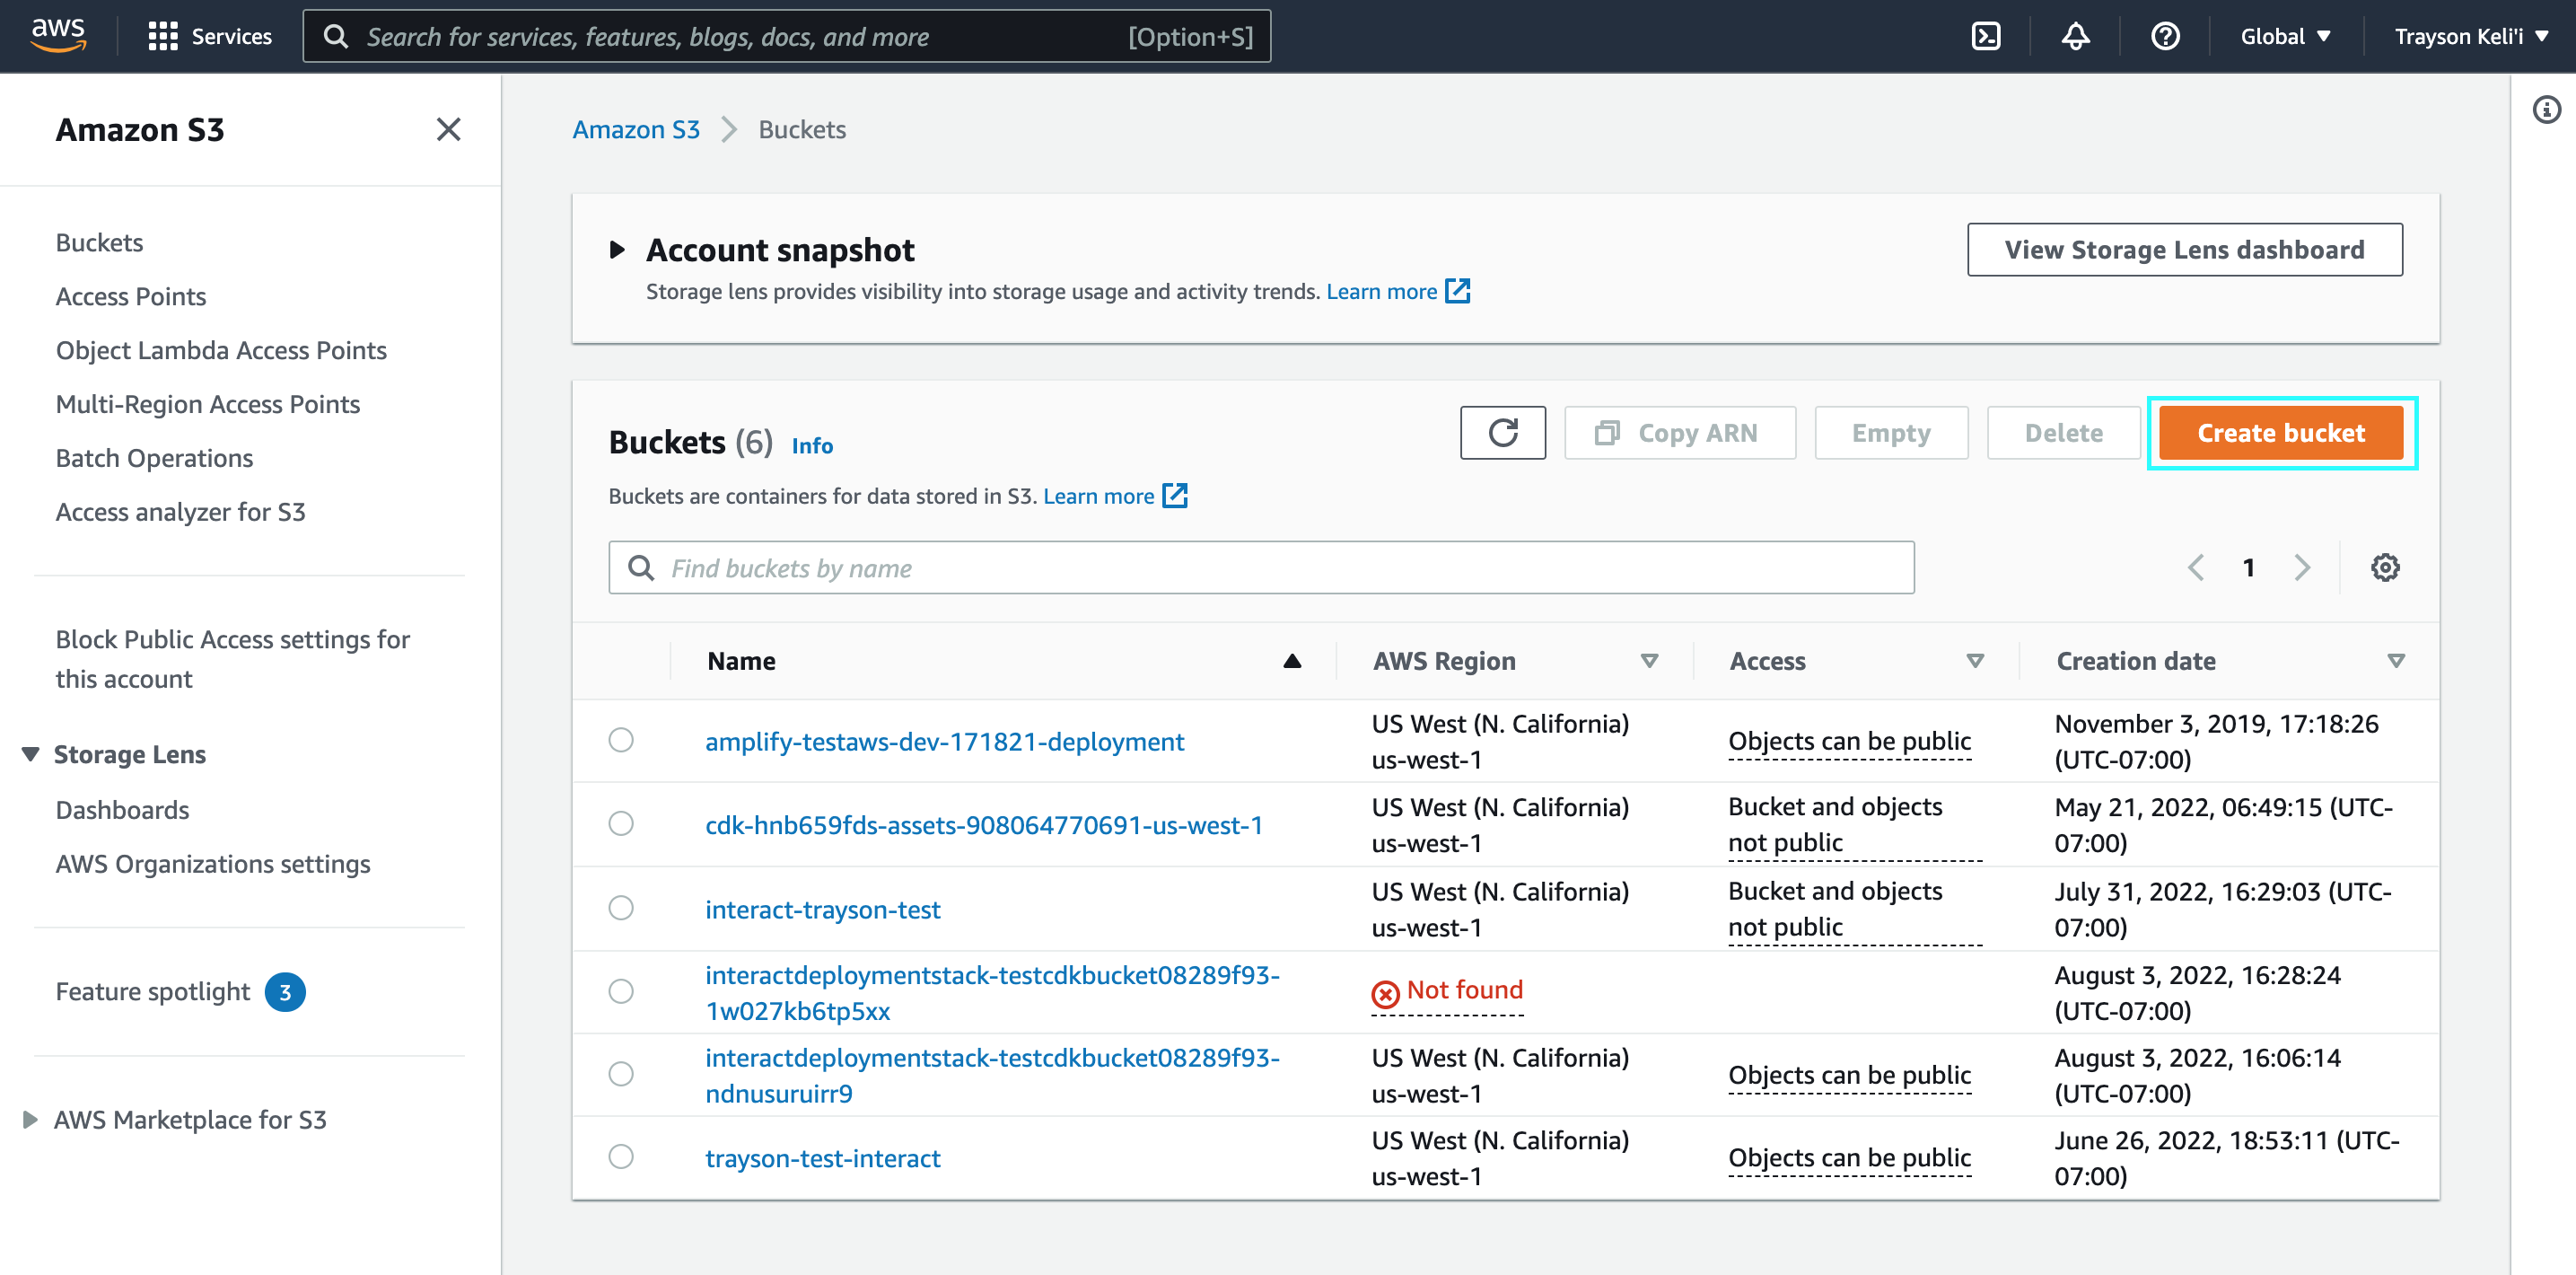 aws
Services
Search for services, features, blogs, docs, and more [Option+S]
Global
Trayson Keli'i
Amazon S3
Buckets
Access Points
Object Lambda Access Points
Multi-Region Access Points
Batch Operations
Access analyzer for S3
Block Public Access settings for
this account
Storage Lens
Dashboards
AWS Organizations settings
Feature spotlight 3
AWS Marketplace for S3
Amazon S3 Buckets
Account snapshot
Storage lens provides visibility into storage usage and activity trends. Learn more
View Storage Lens dashboard
Buckets (6) Info
Copy ARN
Empty
Delete
Create bucket
Buckets are containers for data stored in S3. Learn more
Find buckets by name
1
Name AWS Region Access Creation date
amplify-testaws-dev-171821-deployment
US West (N. California)
us-west-1
Objects can be public
November 3, 2019, 17:18:26
(UTC-07:00)
cdk-hnb659fds-assets-908064770691-us-west-1
US West (N. California)
us-west-1
Bucket and objects
not public
May 21, 2022, 06:49:15 (UTC-
07:00)
interact-trayson-test
US West (N. California)
us-west-1
Bucket and objects
not public
July 31, 2022, 16:29:03 (UTC-
07:00)
interactdeploymentstack-testcdkbucket08289f93-
1w027kb6tp5xx
Not found
August 3, 2022, 16:28:24
(UTC-07:00)
interactdeploymentstack-testcdkbucket08289f93-
ndnusuruirr9
US West (N. California)
us-west-1
Objects can be public
August 3, 2022, 16:06:14
(UTC-07:00)
trayson-test-interact
US West (N. California)
us-west-1
Objects can be public
June 26, 2022, 18:53:11 (UTC-
07:00)